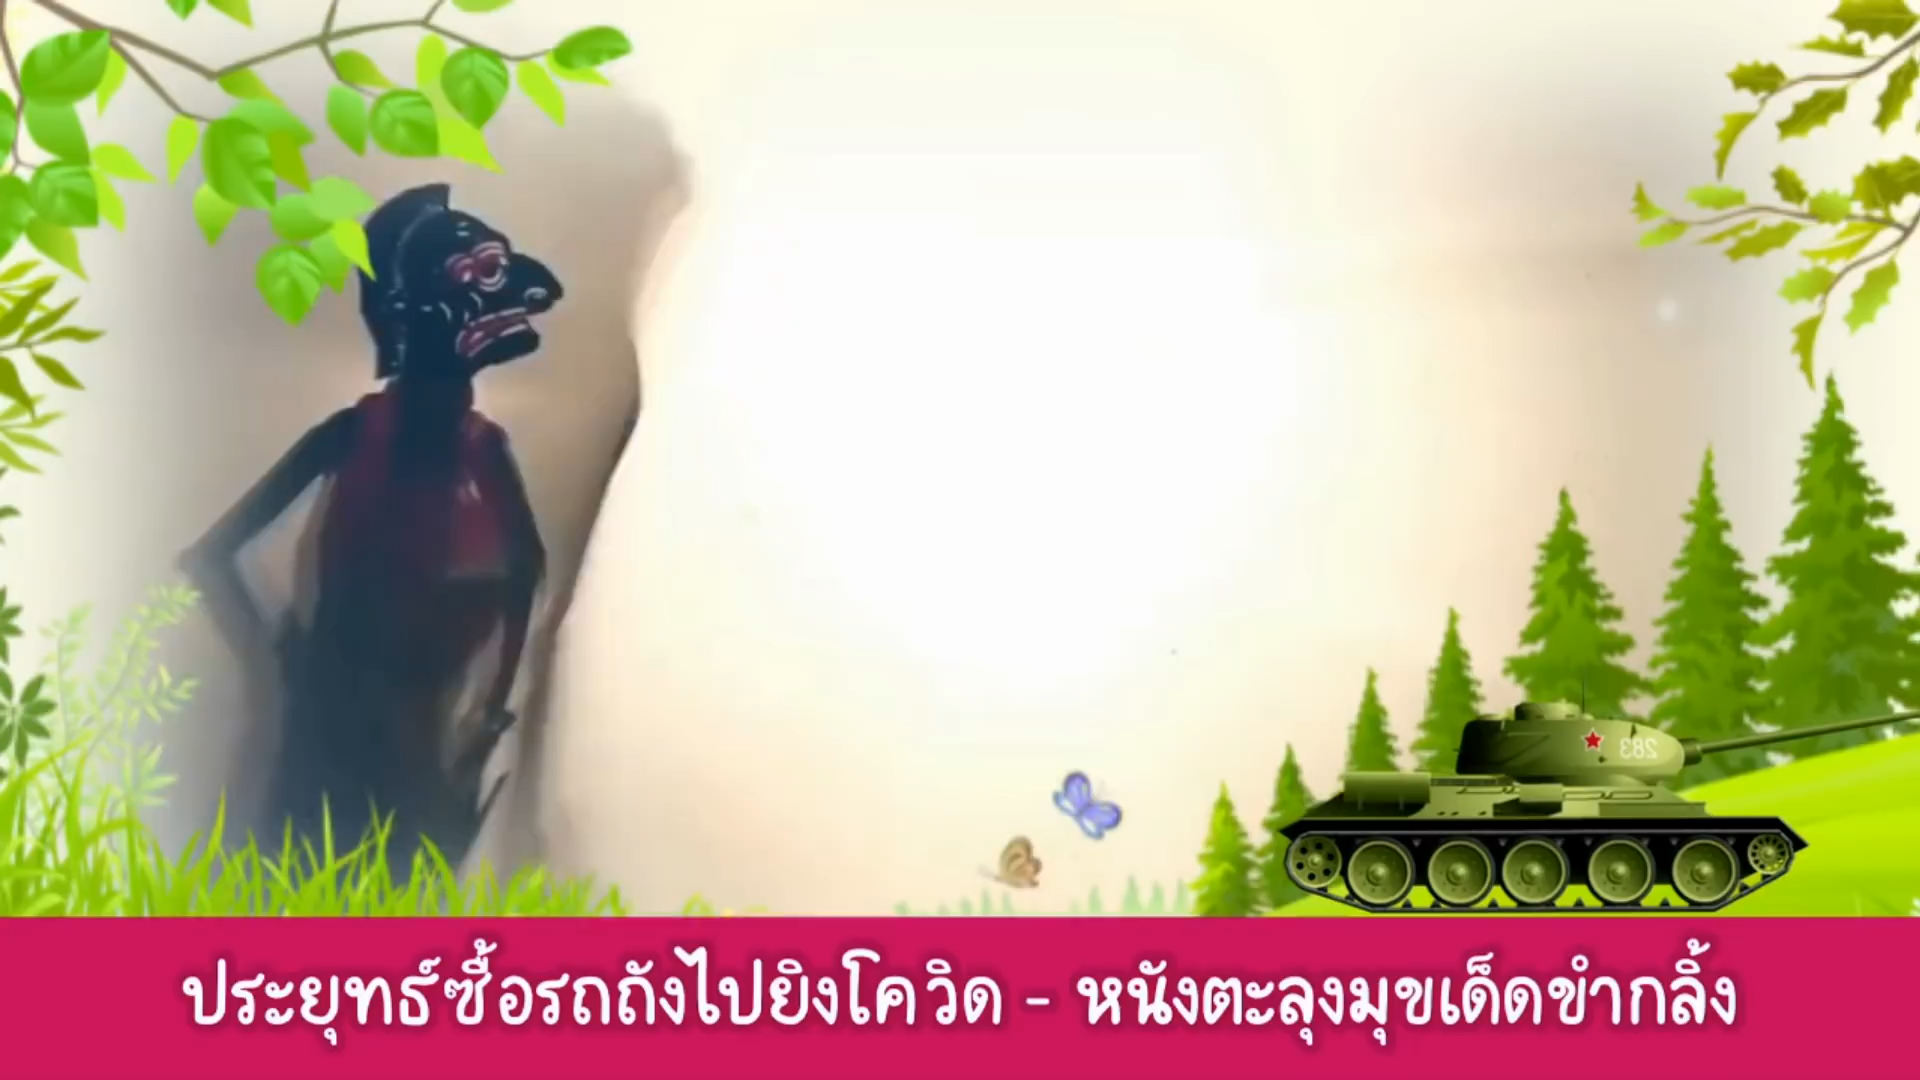 283
ประยุทธ์ซื้อรถถังไปยิงโควิด - หนังตะลุงมุขเด็ดขำกลิ้ง